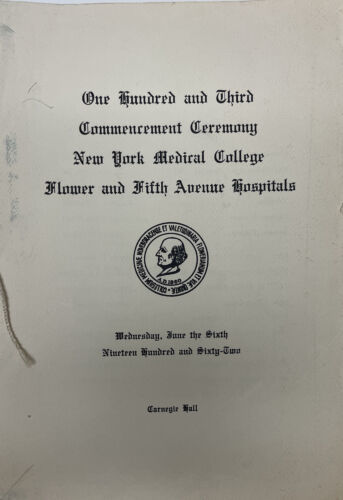 One Hundred and Third
Commencement Ceremony
New York Medical College
Flower and Fifth Avenue Hospitals
A.D. 1860
Wednesday, June the Sixth
Nineteen Hundred and Sixty-Two
Carnegie Hall